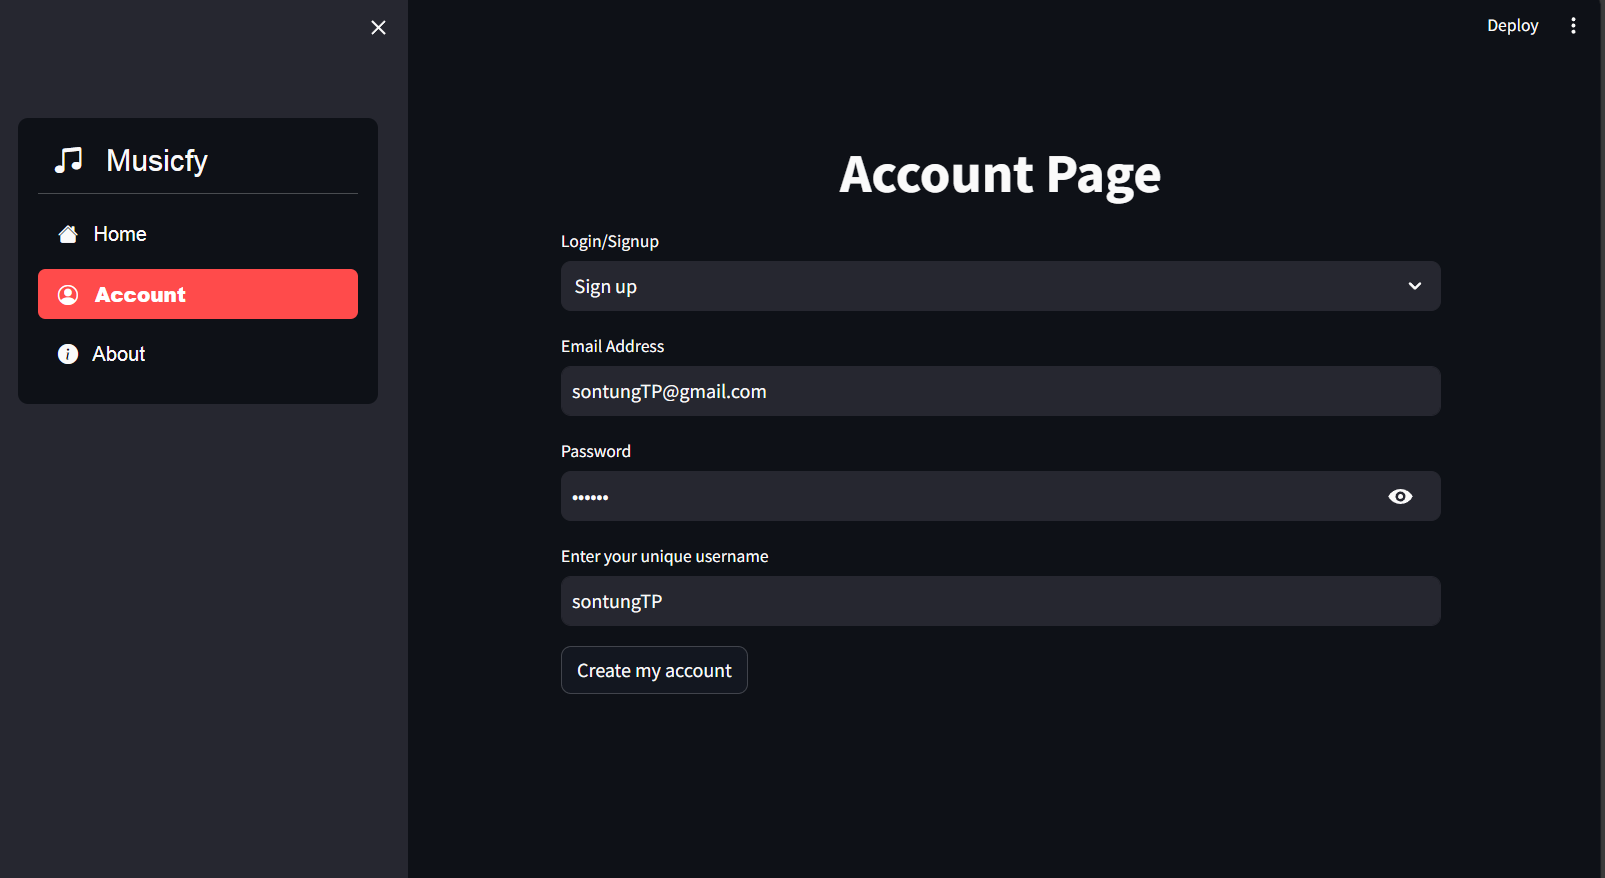 Deploy
Musicfy
Home
Account
About
Account Page
Login/Signup
Sign up
Email Address
sontungTP@gmail.com
Password
••••••
Enter your unique username
sontungTP
Create my account